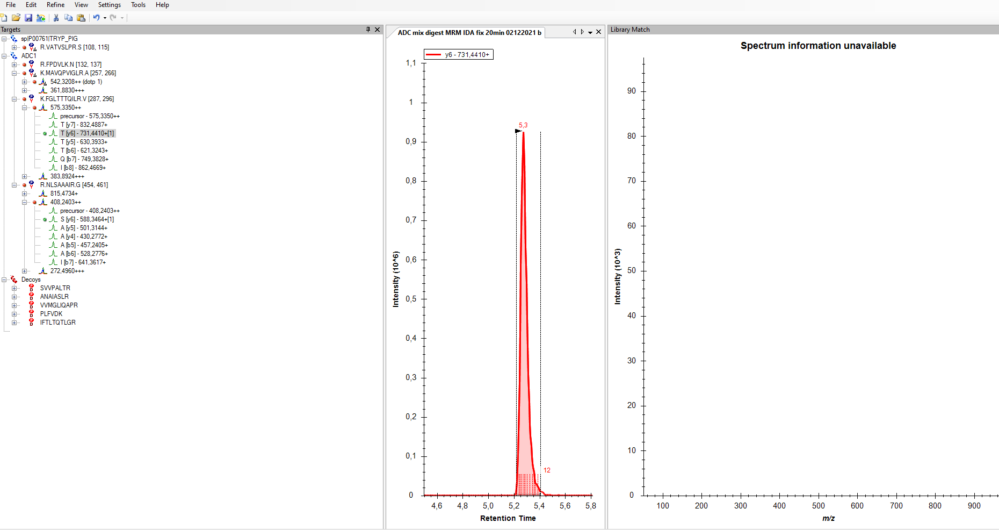 File Edit Refine View Settings Tools Help
Targets
sp|P00761|TRYP_PIG
R.VATVSLPR.S [108, 115]
ADC1
R.FPDVLK.N [132, 137]
K.MAVQPVIGLR.A [257, 266]
542,3208++ (dotp 1)
361,8830+++
K.FGLTTTQILR.V [287, 296]
575,3350++
precursor - 575,3350++
T [y7] - 832,4887+
T [y6] - 731,4410+[1]
T [y5] - 630,3933+
T [b6] - 621,3243+
Q [b7] - 749,3828+
I [b8] - 862,4669+
383,8924+++
R.NLSAAAIR.G [454, 461]
815,4734+
408,2403++
precursor - 408,2403++
S [y6] - 588,3464+[1]
A [y5] - 501,3144+
A [y4] - 430,2772+
A [b5] - 457,2405+
A [b6] - 528,2776+
I [b7] - 641,3617+
272,4960+++
Decoys
SVVPALTR
ANAIASLR
VVMGLIQAPR
PLFVDK
IFTLTQTLGR
ADC mix digest MRM IDA fix 20min 02122021 b
y6 - 731,4410+
1,1
1
0,9
0,8
0,7
0,6
0,5
0,4
0,3
0,2
0,1
0
Intensity (10^6)
5,3
12
4,6 4,8 5,0 5,2 5,4 5,6 5,8
Retention Time
Library Match
Spectrum information unavailable
90
80
70
60
50
40
30
20
10
0
Intensity (10^3)
100 200 300 400 500 600 700 800 900
m/z